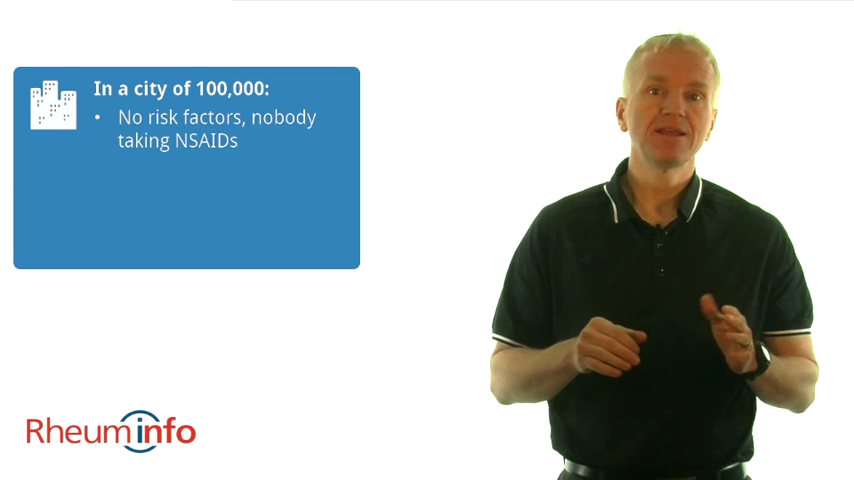 In a city of 100,000:
• No risk factors, nobody
taking NSAIDs
Rheuminfo